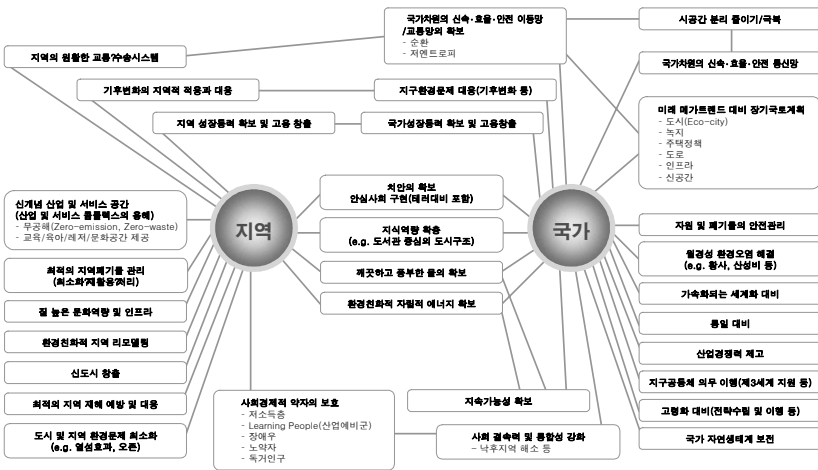 국가차원의 신속·효율·안전 이동망
/교통망의 확보
- 순환
- 저엔트로피
시공간 분리 줄이기/극복
지역의 원활한 교통?수송시스템
국가차원의 신속·효율·안전 통신망
기후변화의 지역적 적응과 대응
지구환경문제 대응(기후변화 등)
미래 메가트렌드 대비 장기국토계획
- 도시(Eco-city)
- 녹지
- 주택정책
- 도로
- 인프라
- 신공간
지역 성장동력 확보 및 고용 창출
국가성장동력 확보 및 고용창출
치안의 확보
안심사회 구현(테러대비 포함)
신개념 산업 및 서비스 공간
(산업 및 서비스 콤플렉스의 융해)
- 무공해(Zero-emission, Zero-waste)
- 교육/육아/레저/문화공간 제공
지역
국가
지식역량 확충
(e.g. 도서관 중심의 도시구조)
자원 및 폐기물의 안전관리
월경성 환경오염 해결
(e.g. 황사, 산성비 등)
최적의 지역폐기물 관리
(최소화?재활용?처리)
깨끗하고 풍부한 물의 확보
가속화되는 세계화 대비
질 높은 문화역량 및 인프라
환경친화적 자립적 에너지 확보
통일 대비
환경친화적 지역 리모델링
산업경쟁력 제고
신도시 창출
지구공동체 의무 이행(제3세계 지원 등)
최적의 지역 재해 예방 및 대응
사회경제적 약자의 보호
- 저소득층
- Learning People(산업예비군)
- 장애우
- 노약자
- 독거인구
지속가능성 확보
고령화 대비(전략수립 및 이행 등)
도시 및 지역 환경문제 최소화
(e.g. 열섬효과, 오존)
사회 결속력 및 통합성 강화
- 낙후지역 해소 등
국가 자연생태계 보전